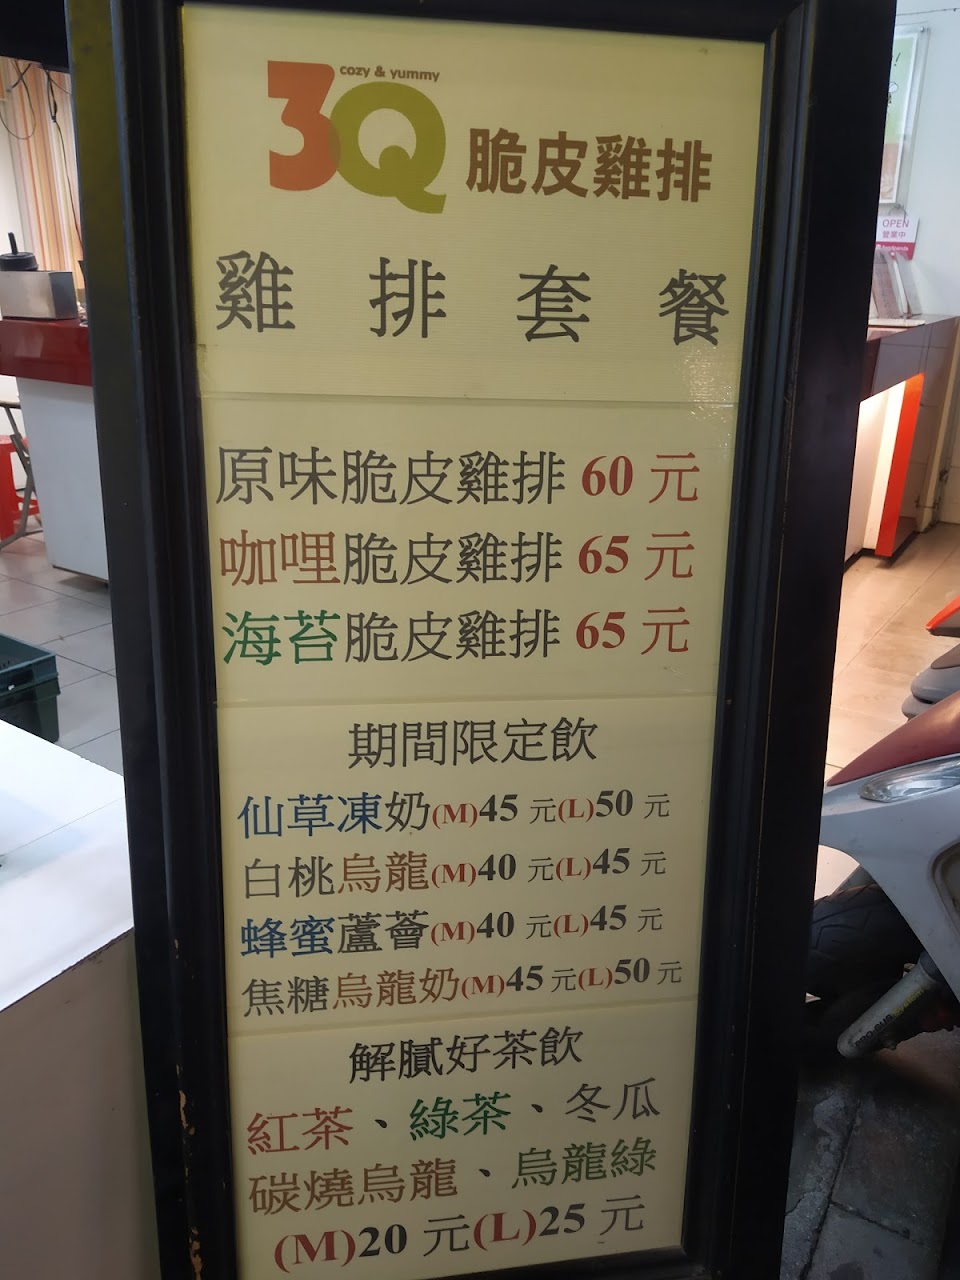 cozy & yummy
3Q 脆皮雞排
雞排套餐
原味脆皮雞排 60 元
咖哩脆皮雞排 65 元
海苔脆皮雞排 65 元
期間限定飲
仙草凍奶(M)45 元(L)50 元
白桃烏龍(M)40 元(L)45 元
蜂蜜蘆薈(M)40 元(L)45 元
焦糖烏龍奶(M)45 元(L)50 元
解膩好茶飲
紅茶、綠茶、冬瓜
碳燒烏龍、烏龍綠
(M)20 元(L)25 元
OPEN
營業中